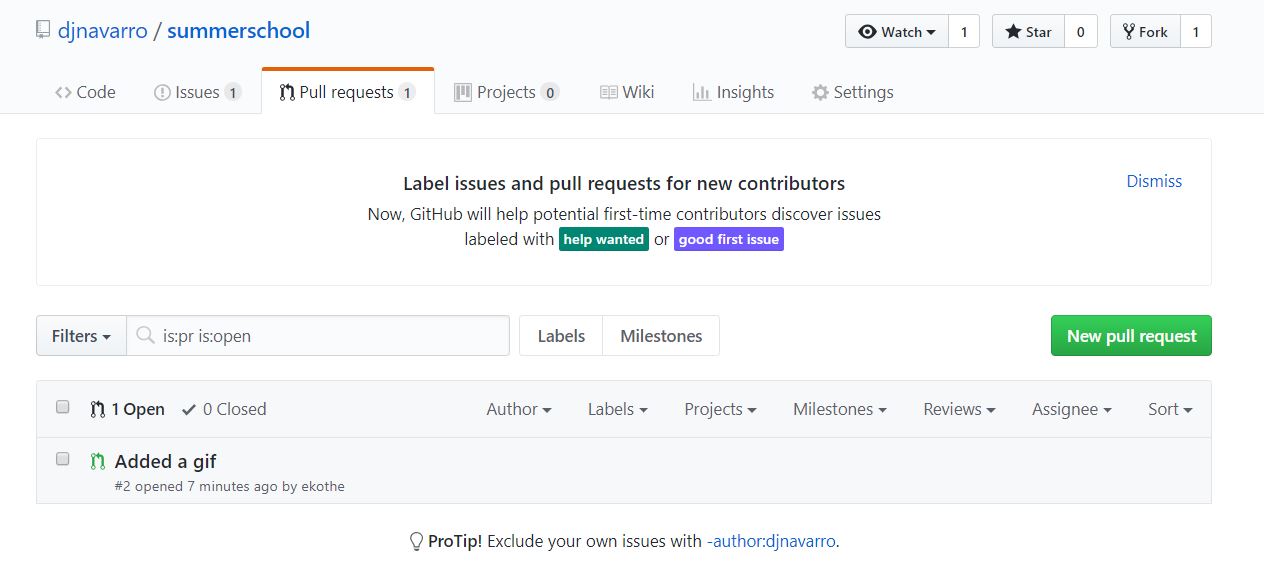 djnavarro / summerschool Watch 1 Star 0 Fork 1
Code Issues 1 Pull requests 1 Projects 0 Wiki Insights Settings
Label issues and pull requests for new contributors Dismiss
Now, GitHub will help potential first-time contributors discover issues
labeled with help wanted or good first issue
Filters is:pr is:open Labels Milestones New pull request
1 Open 0 Closed Author Labels Projects Milestones Reviews Assignee Sort
Added a gif
#2 opened 7 minutes ago by ekothe
ProTip! Exclude your own issues with -author:djnavarro.